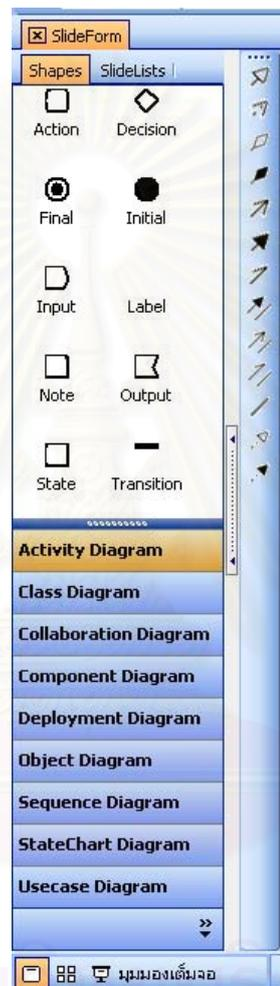 SlideForm
Shapes SlideLists
Action Decision
Final Initial
Input Label
Note Output
State Transition
Activity Diagram
Class Diagram
Collaboration Diagram
Component Diagram
Deployment Diagram
Object Diagram
Sequence Diagram
StateChart Diagram
Usecase Diagram
มุมมองเต็มจอ